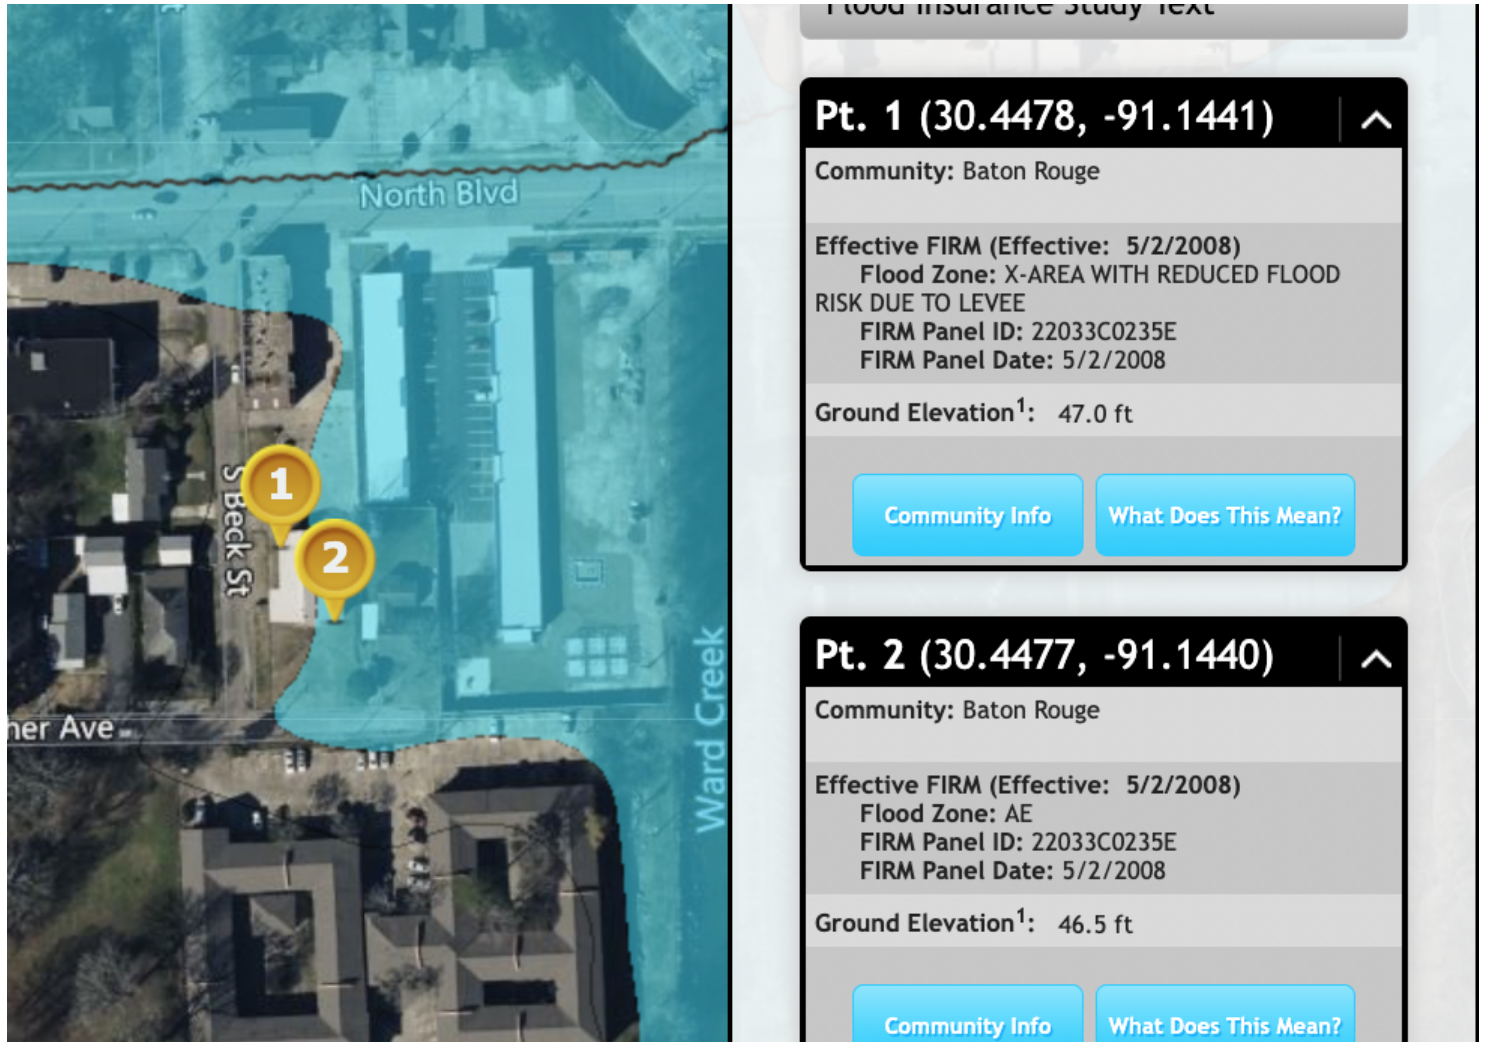 Flood Insurance Study Text
North Blvd
1
2
S Beck St
her Ave
Ward Creek
Pt. 1 (30.4478, -91.1441)
Community: Baton Rouge
Effective FIRM (Effective: 5/2/2008)
Flood Zone: X-AREA WITH REDUCED FLOOD
RISK DUE TO LEVEE
FIRM Panel ID: 22033C0235E
FIRM Panel Date: 5/2/2008
Ground Elevation¹: 47.0 ft
Community Info
What Does This Mean?
Pt. 2 (30.4477, -91.1440)
Community: Baton Rouge
Effective FIRM (Effective: 5/2/2008)
Flood Zone: AE
FIRM Panel ID: 22033C0235E
FIRM Panel Date: 5/2/2008
Ground Elevation¹: 46.5 ft
Community Info
What Does This Mean?